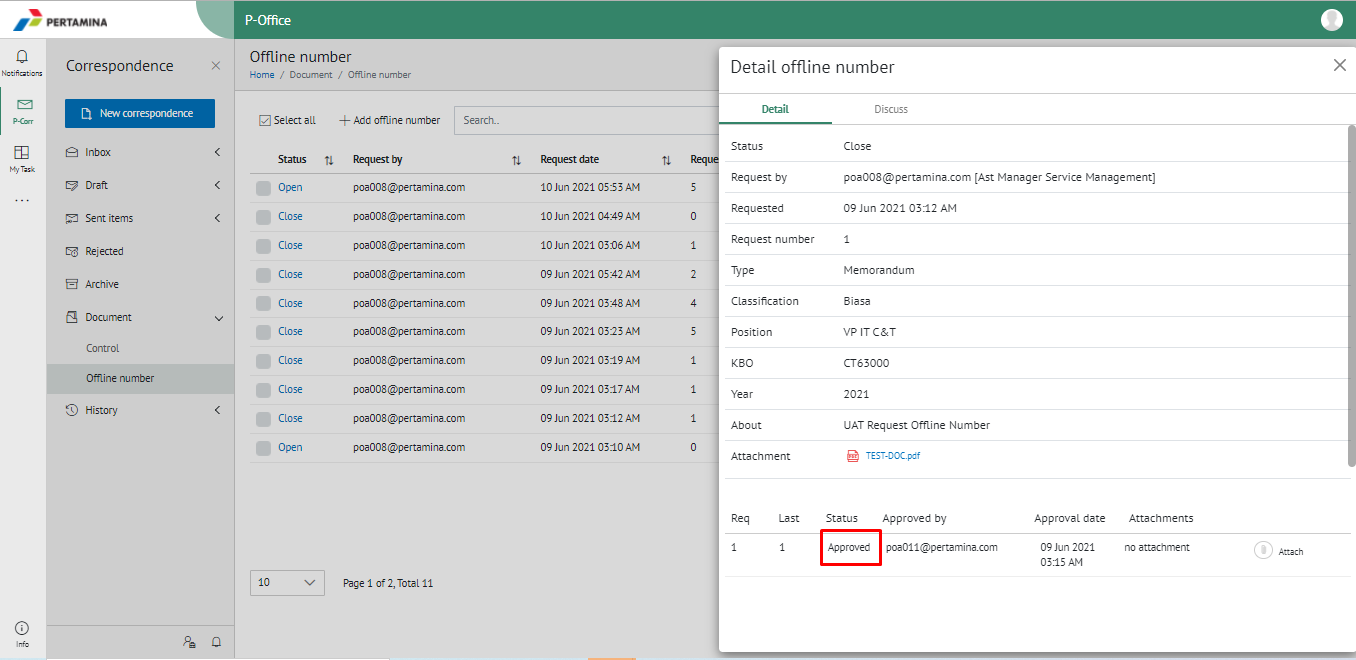 PERTAMINA
P-Office
Notifications
P-Corr
My Task
...
Info
Correspondence
New correspondence
Inbox
Draft
Sent items
Rejected
Archive
Document
Control
Offline number
History
Offline number
Home / Document / Offline number
Select all
Add offline number
Search..
Status Request by Request date Reque
Open poa008@pertamina.com 10 Jun 2021 05:53 AM 5
Close poa008@pertamina.com 10 Jun 2021 04:49 AM 0
Close poa008@pertamina.com 10 Jun 2021 03:06 AM 1
Close poa008@pertamina.com 09 Jun 2021 05:42 AM 2
Close poa008@pertamina.com 09 Jun 2021 03:48 AM 4
Close poa008@pertamina.com 09 Jun 2021 03:23 AM 5
Close poa008@pertamina.com 09 Jun 2021 03:19 AM 1
Close poa008@pertamina.com 09 Jun 2021 03:17 AM 1
Close poa008@pertamina.com 09 Jun 2021 03:12 AM 1
Open poa008@pertamina.com 09 Jun 2021 03:10 AM 0
10
Page 1 of 2, Total 11
Detail offline number
Detail Discuss
Status Close
Request by poa008@pertamina.com [Ast Manager Service Management]
Requested 09 Jun 2021 03:12 AM
Request number 1
Type Memorandum
Classification Biasa
Position VP IT C&T
KBO CT63000
Year 2021
About UAT Request Offline Number
Attachment TEST-DOC.pdf
Req Last Status Approved by Approval date Attachments
1 1 Approved poa011@pertamina.com 09 Jun 2021 no attachment Attach
03:15 AM